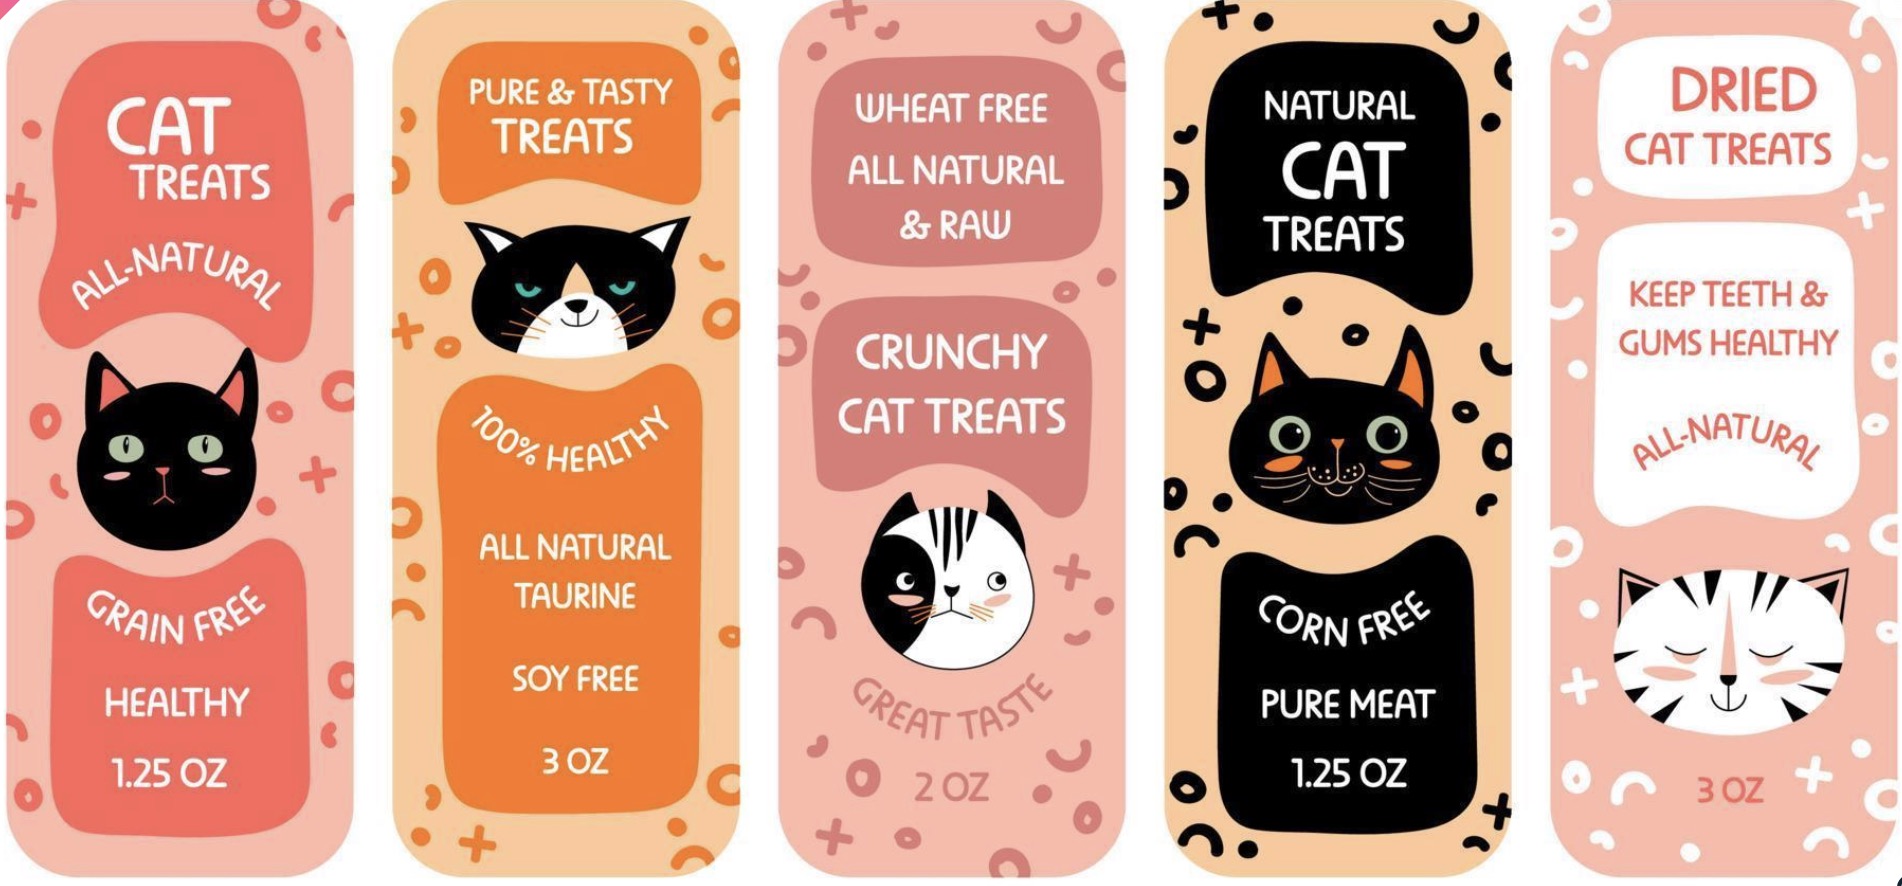 CAT
TREATS
ALL-NATURAL
GRAIN FREE
HEALTHY
1.25 OZ
PURE & TASTY
TREATS
100% HEALTHY
ALL NATURAL
TAURINE
SOY FREE
3 OZ
WHEAT FREE
ALL NATURAL
& RAW
CRUNCHY
CAT TREATS
GREAT TASTE
2 OZ
NATURAL
CAT
TREATS
CORN FREE
PURE MEAT
1.25 OZ
DRIED
CAT TREATS
KEEP TEETH &
GUMS HEALTHY
ALL-NATURAL
3 OZ